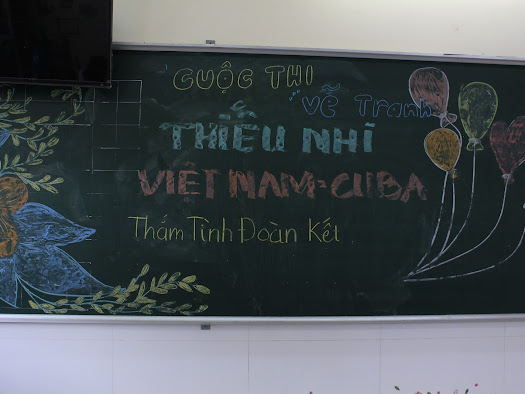 CUỘC THI
VẼ Tranh
THIẾU NHI
VIỆT NAM-CUBA
Thắm Tình Đoàn Kết